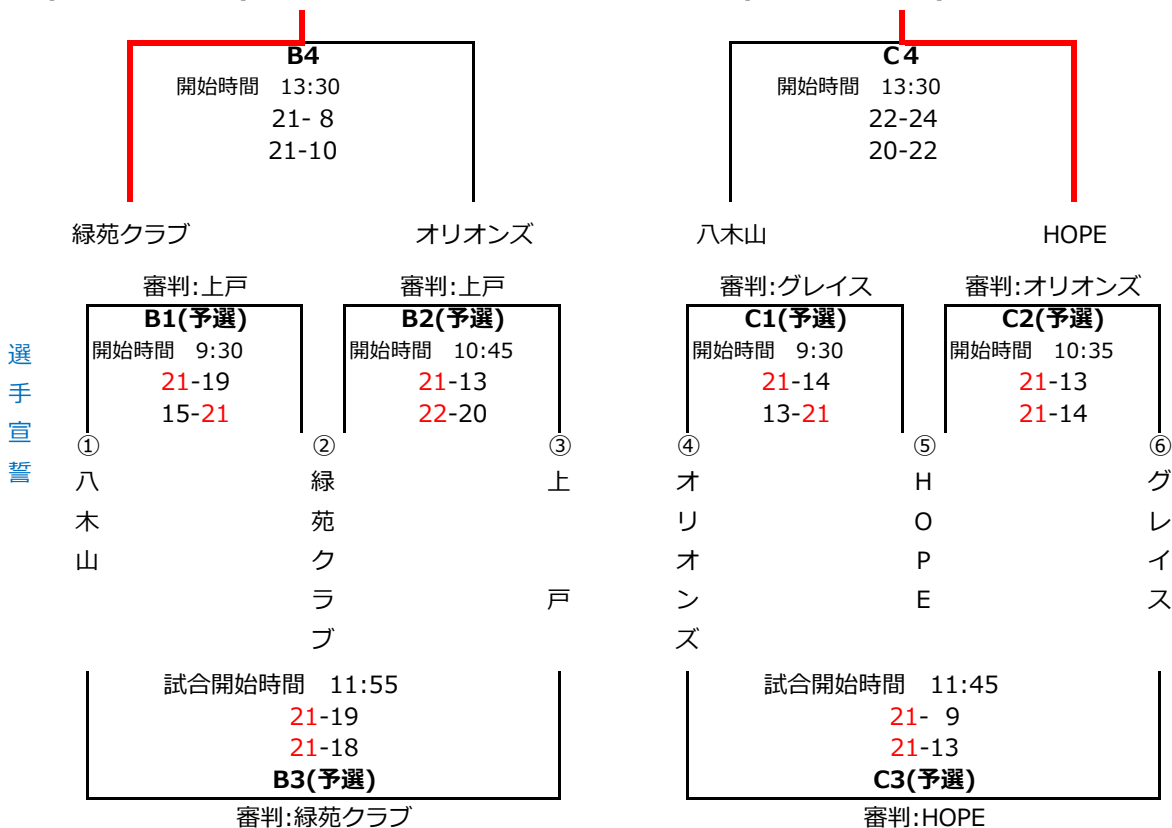 B4
開始時間 13:30
21- 8
21-10
緑苑クラブ
オリオンズ
C4
開始時間 13:30
22-24
20-22
八木山
HOPE
審判:上戸
B1(予選)
開始時間 9:30
21-19
15-21
審判:上戸
B2(予選)
開始時間 10:45
21-13
22-20
審判:グレイス
C1(予選)
開始時間 9:30
21-14
13-21
審判:オリオンズ
C2(予選)
開始時間 10:35
21-13
21-14
選手宣誓
①
八木山
②
緑苑クラブ
③
上戸
④
オリオンズ
⑤
HOPE
⑥
グレイス
試合開始時間 11:55
21-19
21-18
B3(予選)
審判:緑苑クラブ
試合開始時間 11:45
21- 9
21-13
C3(予選)
審判:HOPE